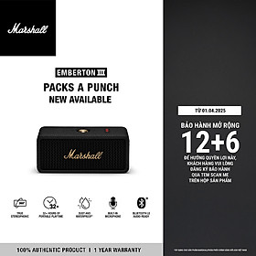 Marshall
EMBERTON III
PACKS A PUNCH
NEW AVAILABLE
Marshall
TRUE STEREOPHONIC
32+ HOURS OF PORTABLE PLAYTIME
DUST AND WATERPROOF
BUILT-IN MICROPHONE
BLUETOOTH LE AUDIO READY
100% AUTHENTIC PRODUCT | 1 YEAR WARRANTY
TỪ 01.04.2025
BẢO HÀNH MỞ RỘNG
12+6
ĐỂ HƯỞNG QUYỀN LỢI NÀY,
KHÁCH HÀNG VUI LÒNG
ĐĂNG KÝ BẢO HÀNH
QUA TEM SCAN ME
TRÊN HỘP SẢN PHẨM